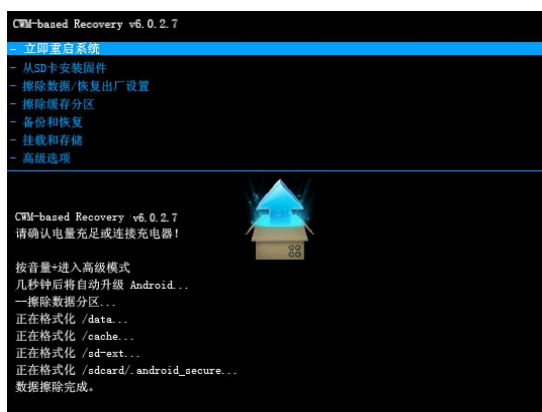 CWM-based Recovery v6.0.2.7
- 立即重启系统
- 从SD卡安装固件
- 擦除数据/恢复出厂设置
- 擦除缓存分区
- 备份和恢复
- 挂载和存储
- 高级选项
CWM-based Recovery v6.0.2.7
请确认电量充足或连接充电器!
按音量+进入高级模式
几秒钟后将自动升级 Android...
—擦除数据分区...
正在格式化 /data...
正在格式化 /cache...
正在格式化 /sd-ext...
正在格式化 /sdcard/.android_secure...
数据擦除完成。